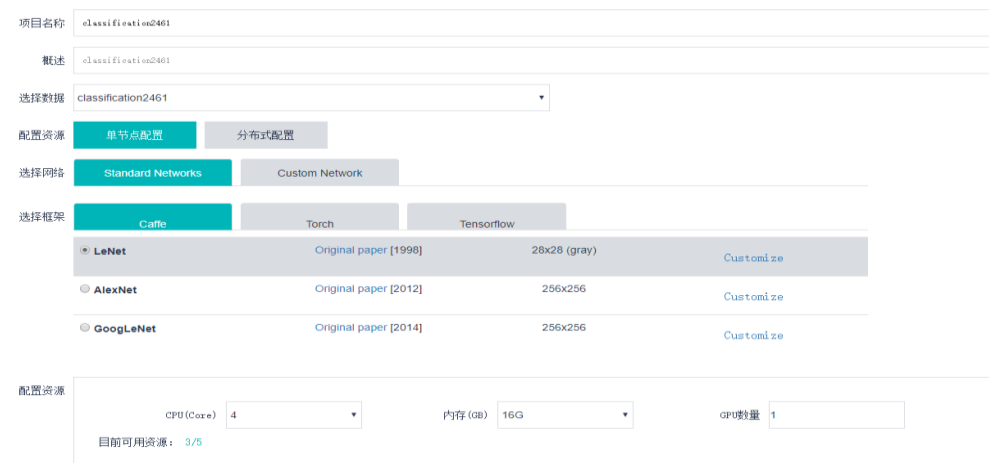 项目名称 classification2461
概述 classification2461
选择数据 classification2461
配置资源 单节点配置 分布式配置
选择网络 Standard Networks Custom Network
选择框架 Caffe Torch Tensorflow
LeNet Original paper [1998] 28x28 (gray) Customize
AlexNet Original paper [2012] 256x256 Customize
GoogLeNet Original paper [2014] 256x256 Customize
配置资源
CPU(Core) 4 内存(GB) 16G GPU数量 1
目前可用资源： 3/5